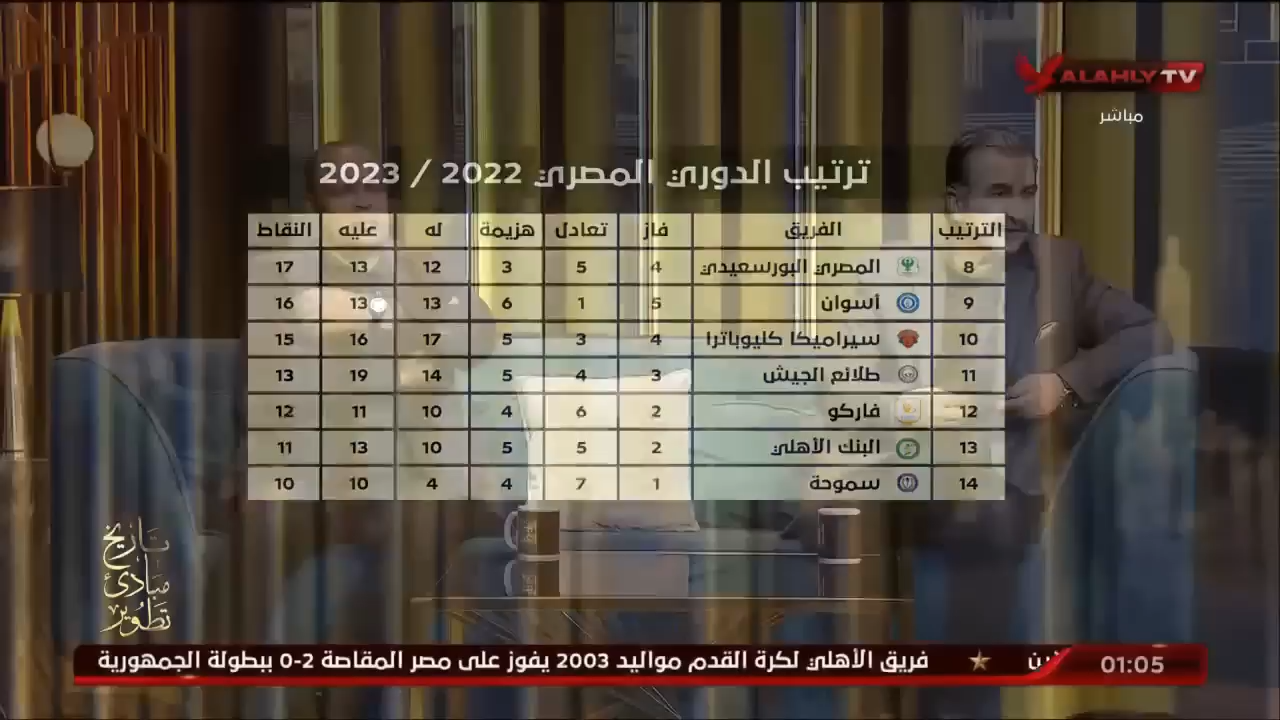 ALAHLY TV
مباشر
ترتيب الدوري المصري 2022 / 2023
الترتيب الفريق فاز تعادل هزيمة له عليه النقاط
8 المصري البورسعيدي 4 5 3 12 13 17
9 أسوان 5 1 6 13 13 16
10 سيراميكا كليوباترا 4 3 5 17 16 15
11 طلائع الجيش 3 4 5 14 19 13
12 فاركو 2 6 4 10 11 12
13 البنك الأهلي 2 5 5 10 13 11
14 سموحة 1 7 4 4 10 10
تاريخ
مبادئ
تطوير
01:05 فريق الأهلي لكرة القدم مواليد 2003 يفوز على مصر المقاصة 2-0 ببطولة الجمهورية